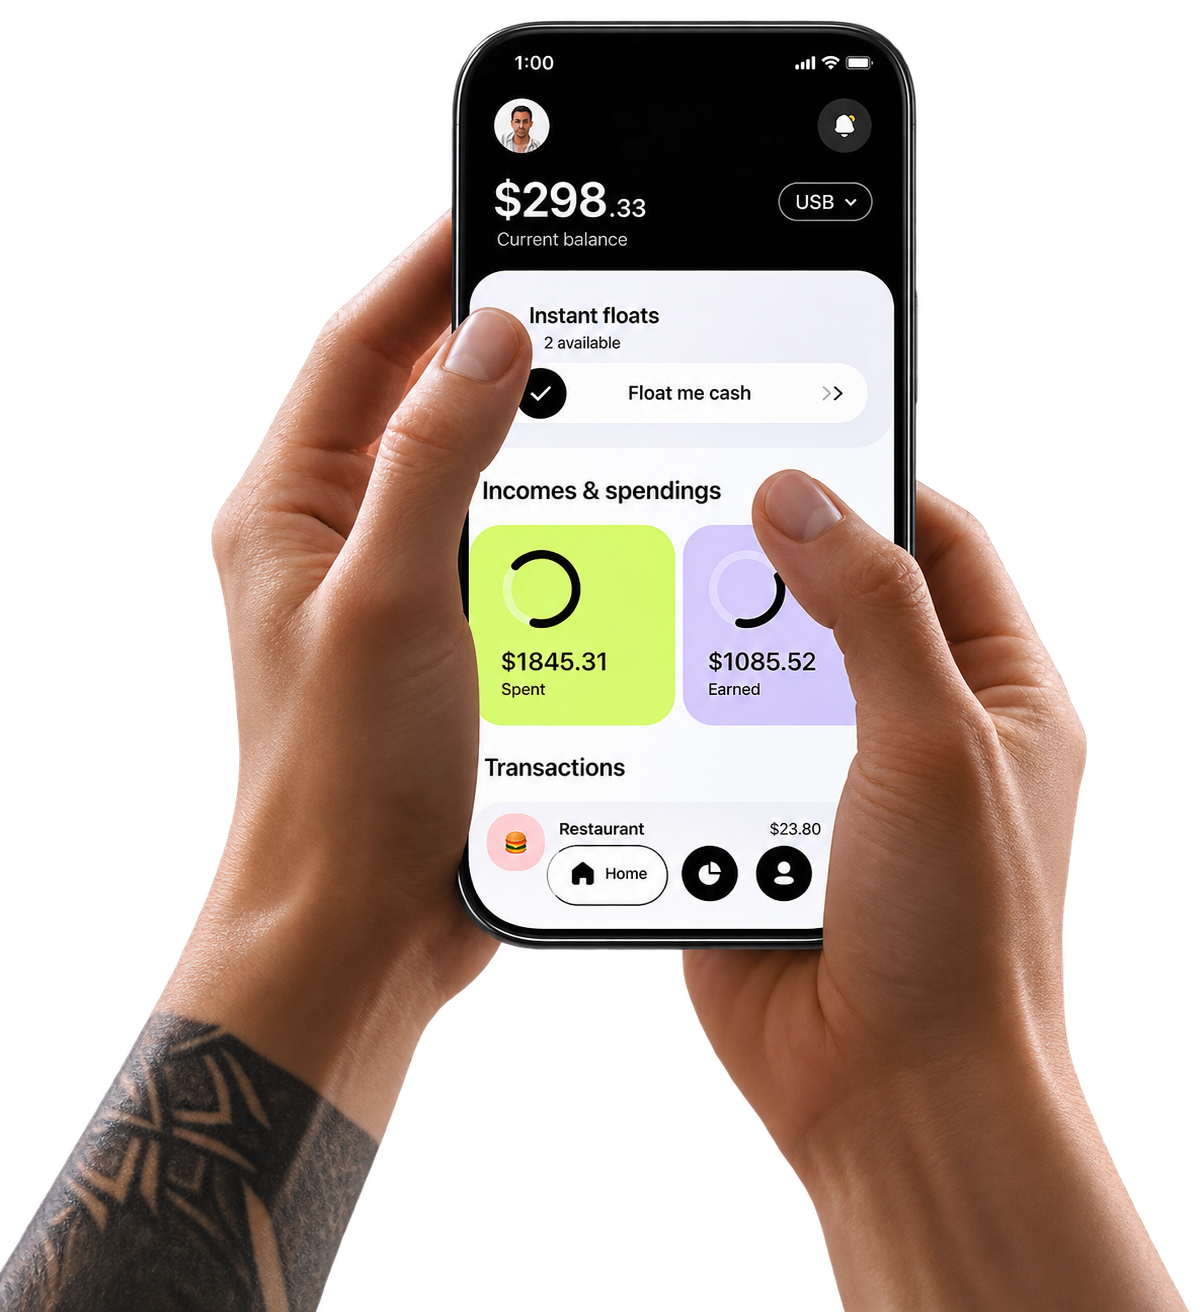 1:00
$298.33
USB
Current balance
Instant floats
2 available
Float me cash
Incomes & spendings
$1845.31
Spent
$1085.52
Earned
Transactions
Restaurant
$23.80
Home